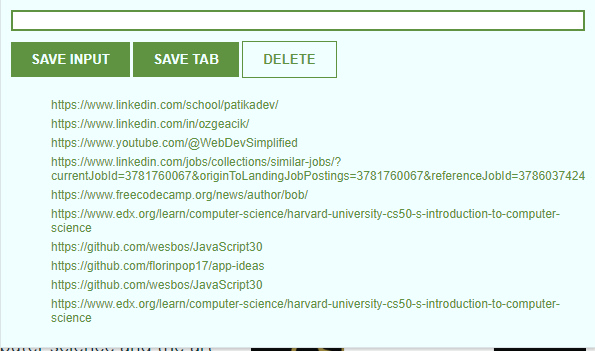 SAVE INPUT SAVE TAB DELETE
https://www.linkedin.com/school/patikadev/
https://www.linkedin.com/in/ozgeacik/
https://www.youtube.com/@WebDevSimplified
https://www.linkedin.com/jobs/collections/similar-jobs/?
currentJobId=3781760067&originToLandingJobPostings=3781760067&referenceJobId=3786037424
https://www.freecodecamp.org/news/author/bob/
https://www.edx.org/learn/computer-science/harvard-university-cs50-s-introduction-to-computer-
science
https://github.com/wesbos/JavaScript30
https://github.com/florinpop17/app-ideas
https://github.com/wesbos/JavaScript30
https://www.edx.org/learn/computer-science/harvard-university-cs50-s-introduction-to-computer-
science